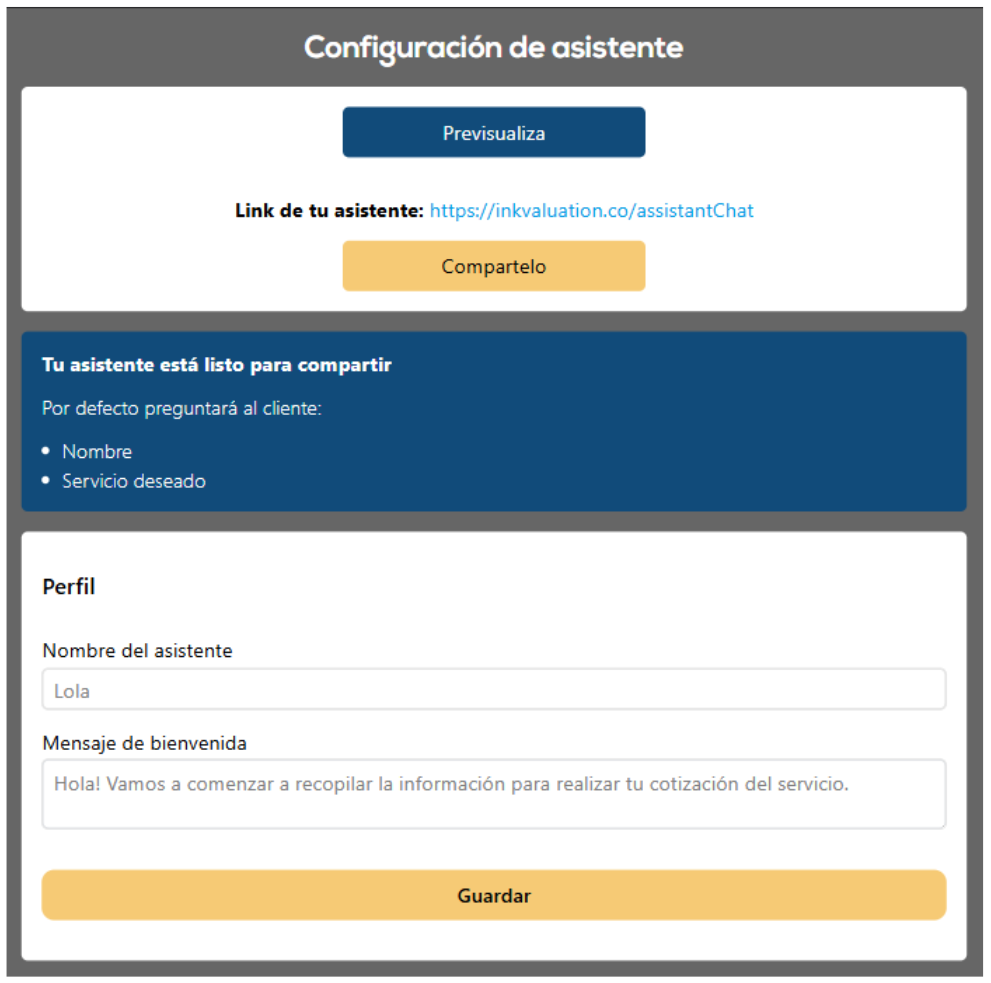 Configuración de asistente
Previsualiza
Link de tu asistente: https://inkvaluation.co/assistantChat
Compartelo
Tu asistente está listo para compartir
Por defecto preguntará al cliente:
• Nombre
• Servicio deseado
Perfil
Nombre del asistente
Lola
Mensaje de bienvenida
Hola! Vamos a comenzar a recopilar la información para realizar tu cotización del servicio.
Guardar